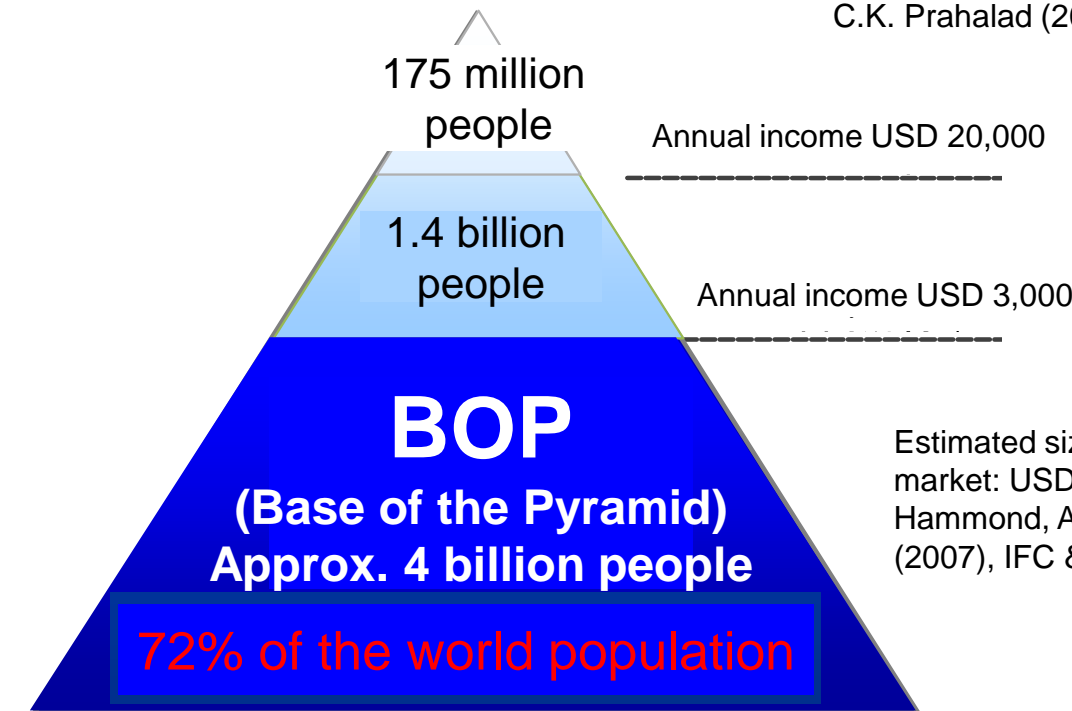 C.K. Prahalad
175 million
people
Annual income USD 20,000
1.4 billion
people
Annual income USD 3,000
BOP
(Base of the Pyramid)
Approx. 4 billion people
Estimated
market: USD
Hammond,
(2007), IFC &
72% of the world population